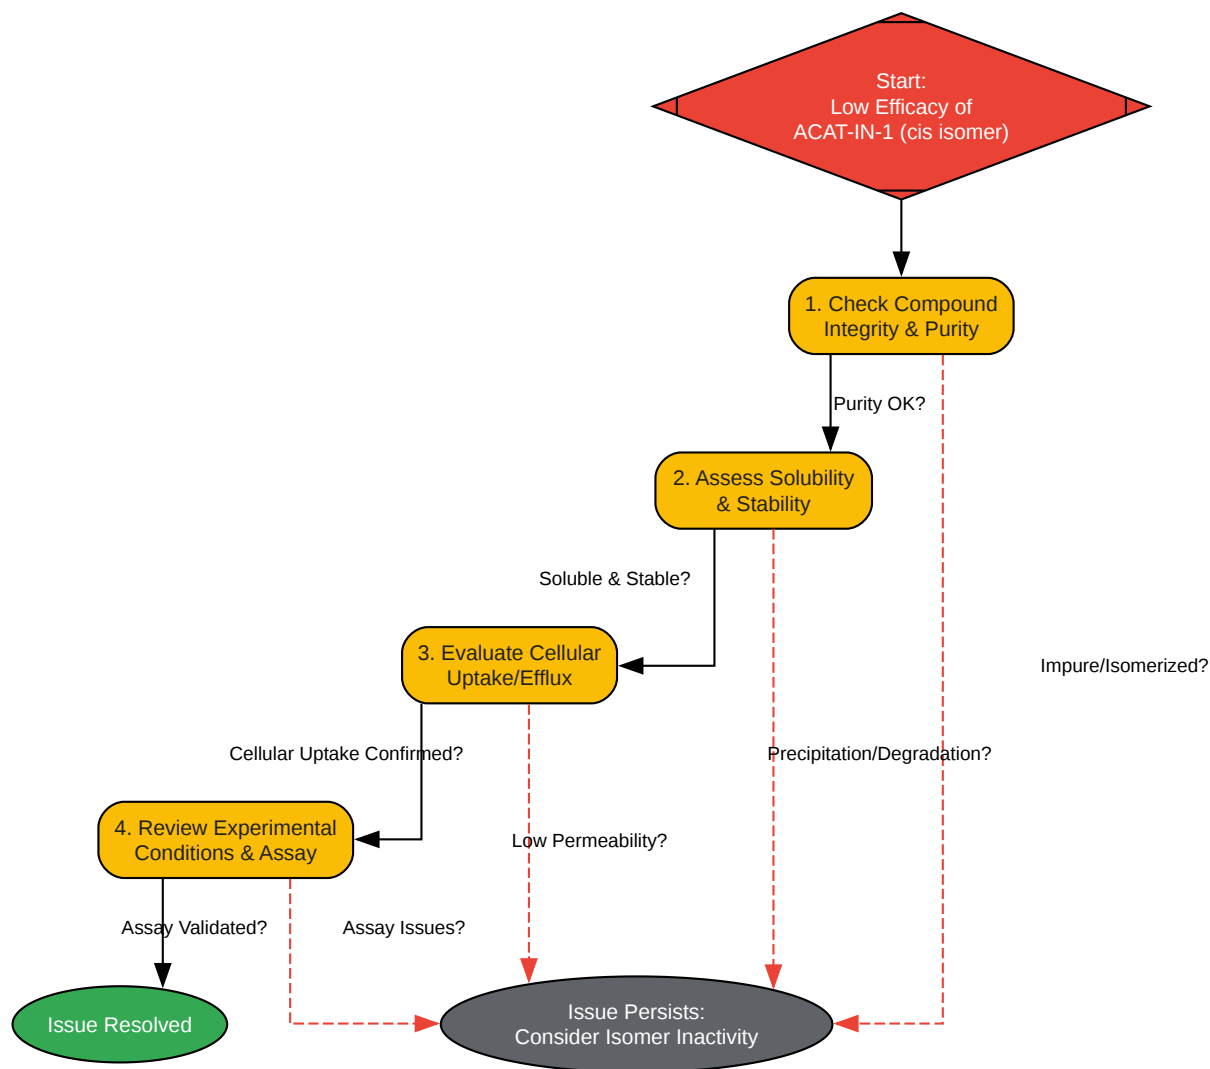 Start:
Low Efficacy of
ACAT-IN-1 (cis isomer)
1. Check Compound
Integrity & Purity
Purity OK?
2. Assess Solubility
& Stability
Soluble & Stable?
3. Evaluate Cellular
Uptake/Efflux
Impure/Isomerized?
Cellular Uptake Confirmed?
Precipitation/Degradation?
4. Review Experimental
Conditions & Assay
Low Permeability?
Assay Validated?
Assay Issues?
Issue Resolved
Issue Persists:
Consider Isomer Inactivity